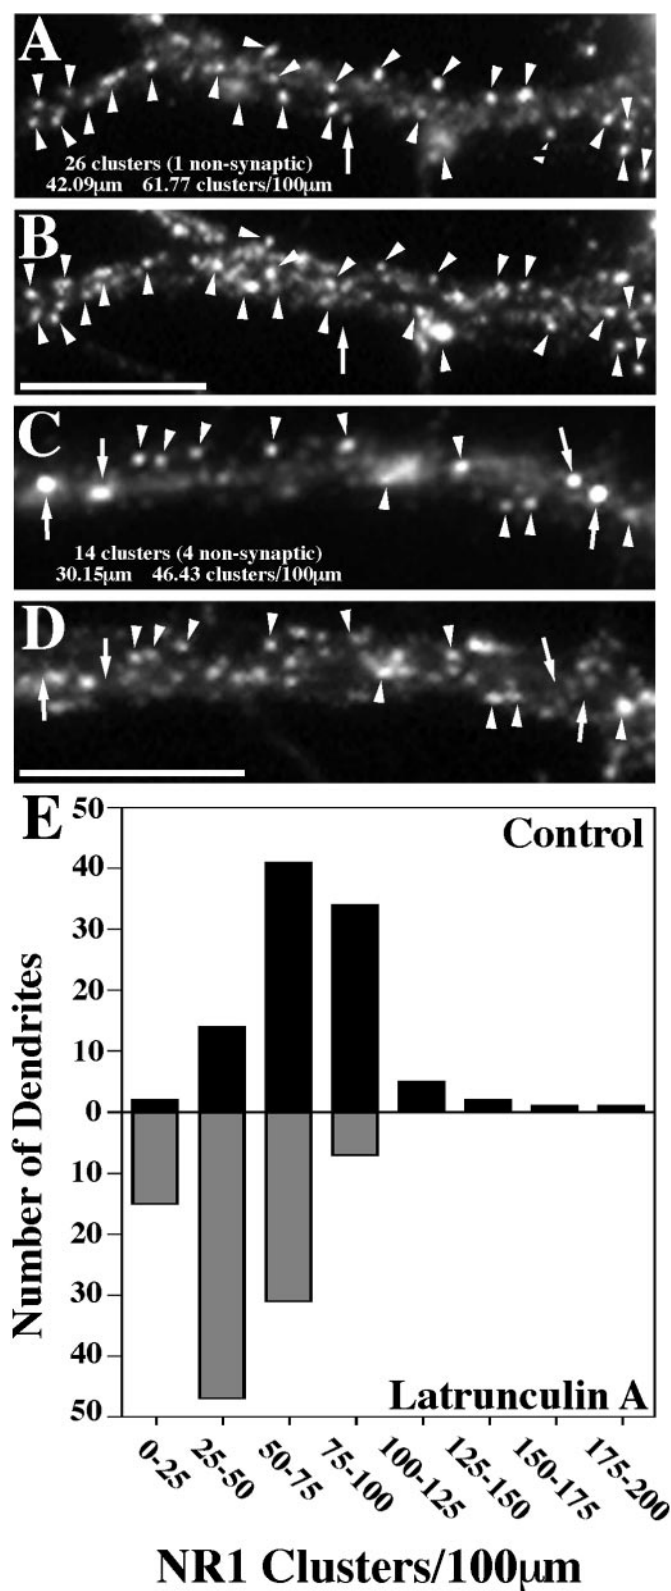 A
26 clusters (1 non-synaptic)
42.09µm 61.77 clusters/100µm
B
C
14 clusters (4 non-synaptic)
30.15µm 46.43 clusters/100µm
D
E
Control
50
40
30
20
10
0
10
20
30
40
50
Number of Dendrites
Latrunculin A
0-25
25-50
50-75
75-100
100-125
125-150
150-175
175-200
NR1 Clusters/100µm